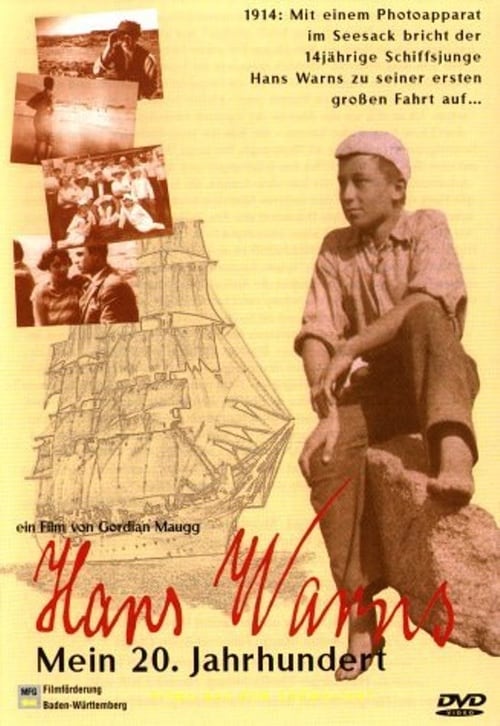 1914: Mit einem Photoapparat
im Seesack bricht der
14jährige Schiffsjunge
Hans Warns zu seiner ersten
großen Fahrt auf...
ein Film von Gordian Maugg
Hans Warns
Mein 20. Jahrhundert
MFG Filmförderung
Baden-Württemberg
DVD
VIDEO